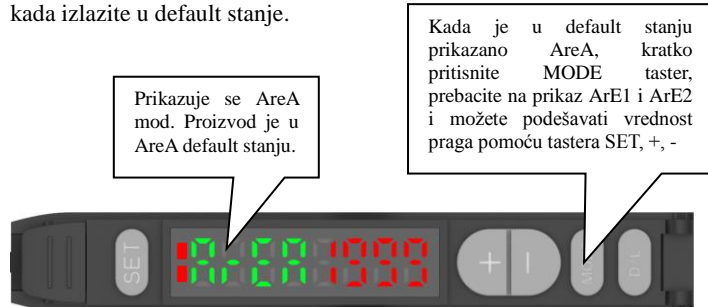 kada izlazite u default stanje.
Kada je u default stanju
prikazano AreA, kratko
pritisnite MODE taster,
prebacite na prikaz ArE1 i ArE2
i možete podešavati vrednost
praga pomoću tastera SET, +, -
Prikazuje se AreA
mod. Proizvod je u
AreA default stanju.
SET ArEA 1999 + - D/L